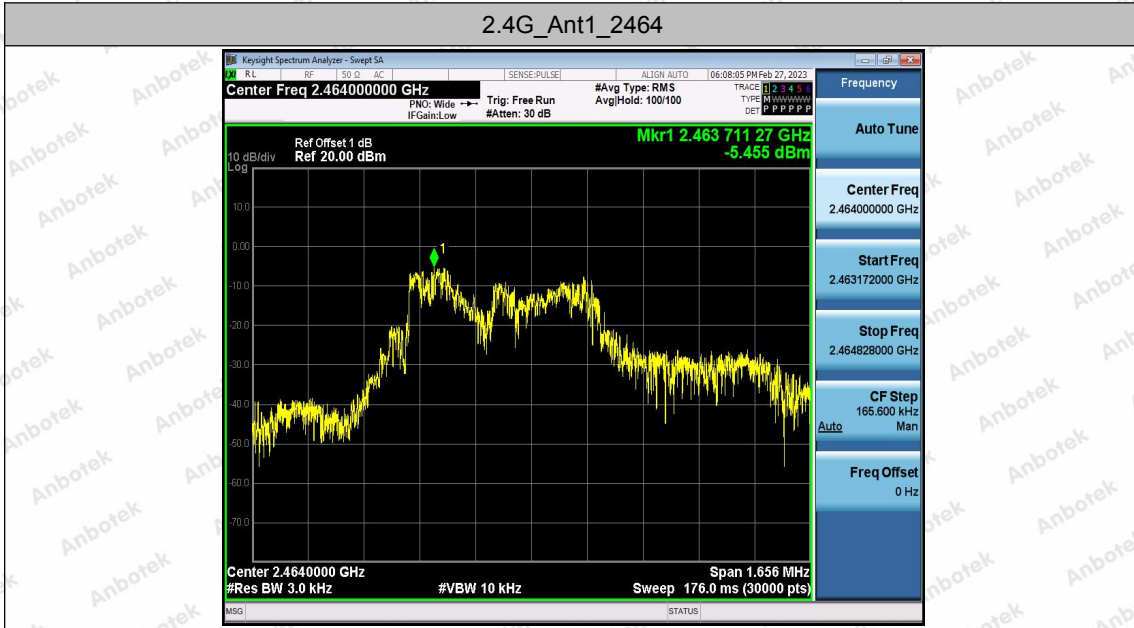 2.4G_Ant1_2464
Keysight Spectrum Analyzer - Swept SA
RL RF 50 Ω AC SENSE:PULSE ALIGN AUTO 06:08:05 PM Feb 27, 2023
Center Freq 2.464000000 GHz
PNO: Wide
IFGain:Low
Trig: Free Run
#Atten: 30 dB
#Avg Type: RMS
Avg|Hold: 100/100
TRACE 1 2 3 4 5 6
TYPE M WWWWW
DET P P P P P P
Frequency
Auto Tune
Center Freq
2.464000000 GHz
Start Freq
2.463172000 GHz
Stop Freq
2.464828000 GHz
CF Step
165.600 kHz
Auto Man
Freq Offset
0 Hz
Mkr1 2.463 711 27 GHz
-5.455 dBm
Ref Offset 1 dB
10 dB/div Ref 20.00 dBm
Log
10.0
0.00
-10.0
-20.0
-30.0
-40.0
-50.0
-60.0
-70.0
1
Center 2.4640000 GHz Span 1.656 MHz
#Res BW 3.0 kHz #VBW 10 kHz Sweep 176.0 ms (30000 pts)
MSG STATUS
Anbotek